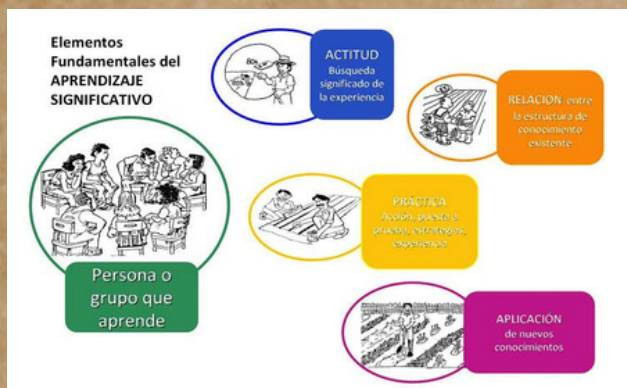 Elementos
Fundamentales del
APRENDIZAJE
SIGNIFICATIVO
ACTITUD
Búsqueda
significado de
la experiencia
RELACION entre
la estructura de
conocimiento
existente
PRÁCTICA
Acción, puesta a
prueba, estrategias,
experiencia
Persona o
grupo que
aprende
APLICACIÓN
de nuevos
conocimientos